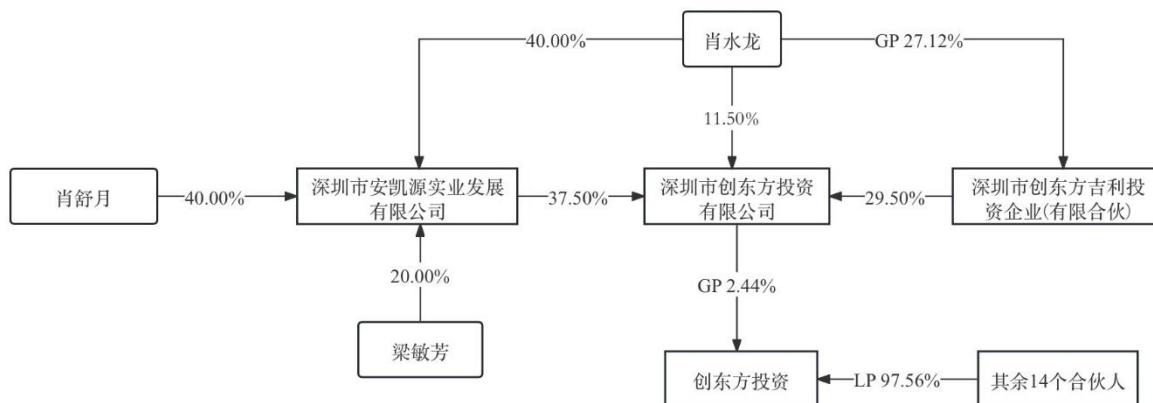 肖水龙
40.00%
GP 27.12%
11.50%
肖舒月
40.00%
深圳市安凯源实业发展
有限公司
37.50%
深圳市创东方投资
有限公司
29.50%
深圳市创东方吉利投
资企业(有限合伙)
20.00%
GP 2.44%
梁敏芳
创东方投资
LP 97.56%
其余14个合伙人